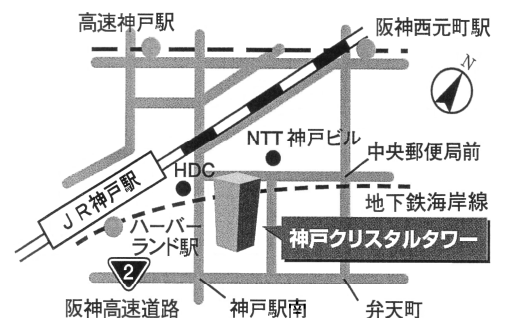 高速神戸駅
阪神西元町駅
N
NTT 神戸ビル
中央郵便局前
HDC
JR神戸駅
地下鉄海岸線
ハーバー
ランド駅
神戸クリスタルタワー
2
阪神高速道路
神戸駅南
弁天町